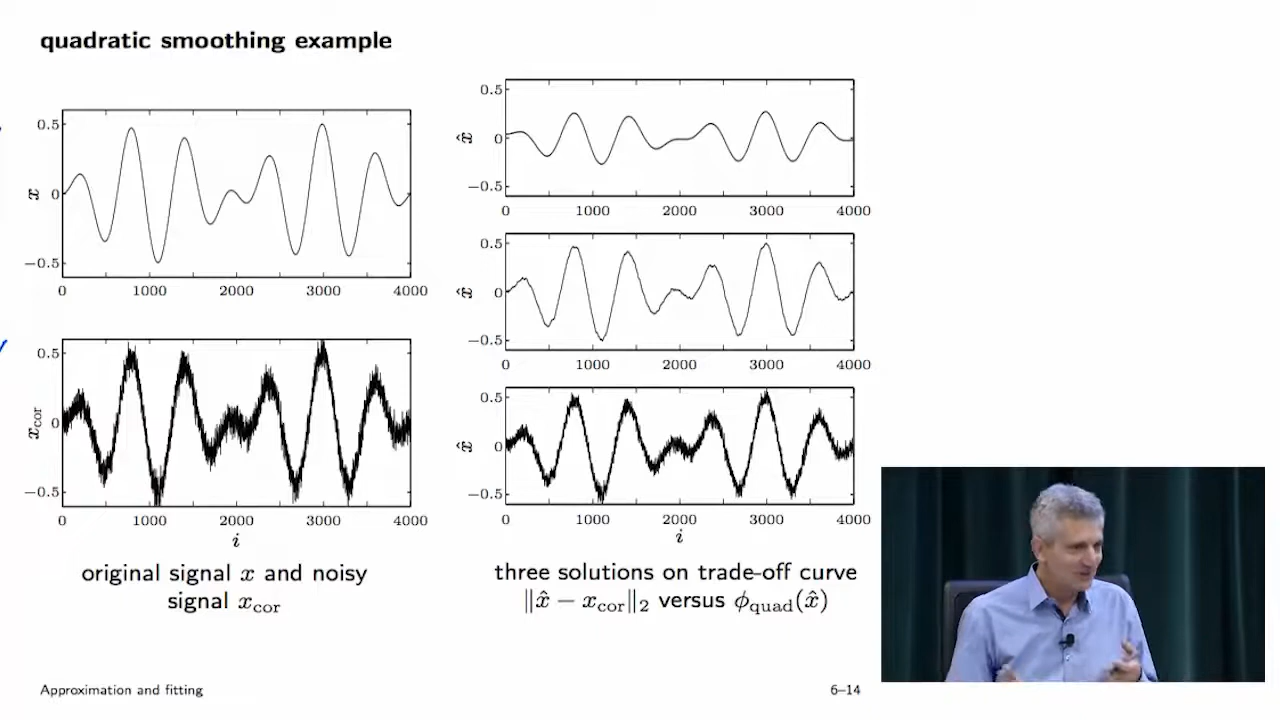 quadratic smoothing example
0.5
x
0
−0.5
0 1000 2000 3000 4000
0.5
x_cor
0
−0.5
0 1000 2000 3000 4000
i
original signal x and noisy
signal x_cor
0.5
x̂
0
−0.5
0 1000 2000 3000 4000
0.5
x̂
0
−0.5
0 1000 2000 3000 4000
0.5
x̂
0
−0.5
0 1000 2000 3000 4000
i
three solutions on trade-off curve
‖x̂ − x_cor‖₂ versus ϕ_quad(x̂)
Approximation and fitting
6–14